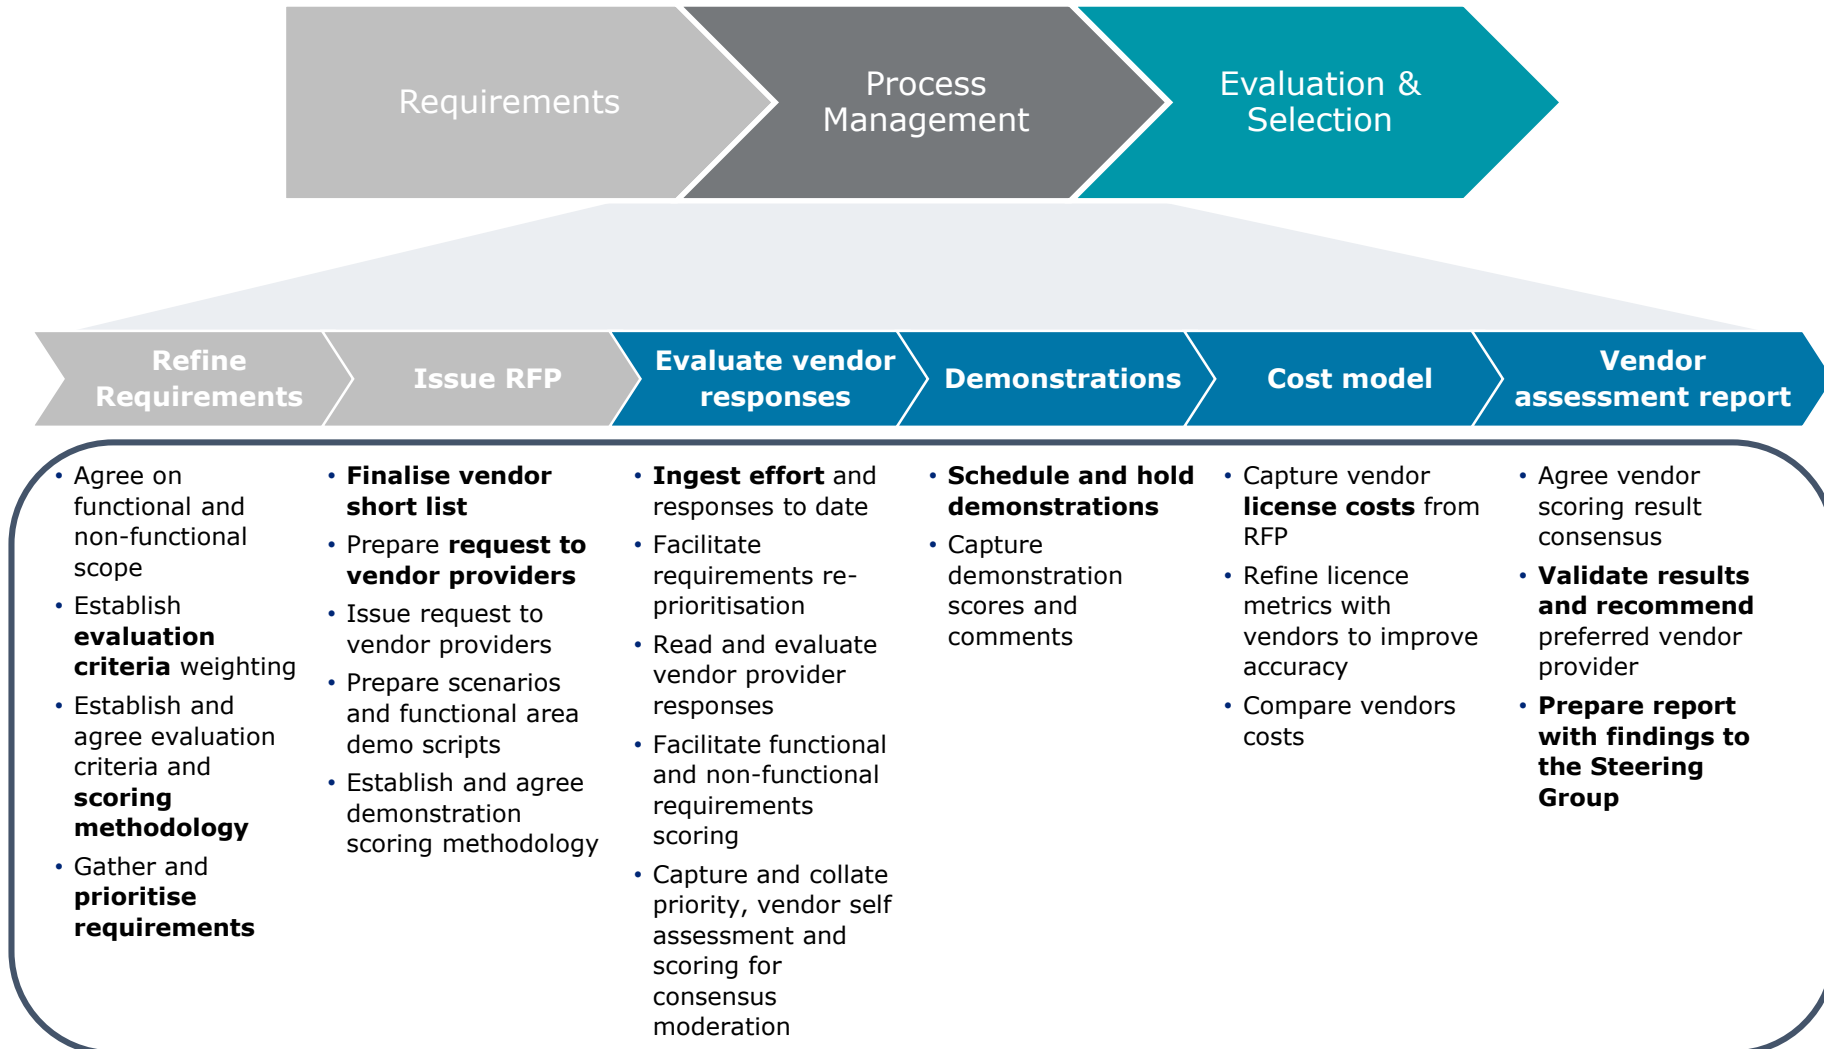 Requirements
Process
Management
Evaluation &
Selection
Refine
Requirements
Issue RFP
Evaluate vendor
responses
Demonstrations
Cost model
Vendor
assessment report
• Agree on
functional and
non-functional
scope
• Establish
evaluation
criteria weighting
• Establish and
agree evaluation
criteria and
scoring
methodology
• Gather and
prioritise
requirements
• Finalise vendor
short list
• Prepare request to
vendor providers
• Issue request to
vendor providers
• Prepare scenarios
and functional area
demo scripts
• Establish and agree
demonstration
scoring methodology
• Ingest effort and
responses to date
• Facilitate
requirements re-
prioritisation
• Read and evaluate
vendor provider
responses
• Facilitate functional
and non-functional
requirements
scoring
• Capture and collate
priority, vendor self
assessment and
scoring for
consensus
moderation
• Schedule and hold
demonstrations
• Capture
demonstration
scores and
comments
• Capture vendor
license costs from
RFP
• Refine licence
metrics with
vendors to improve
accuracy
• Compare vendors
costs
• Agree vendor
scoring result
consensus
• Validate results
and recommend
preferred vendor
provider
• Prepare report
with findings to
the Steering
Group